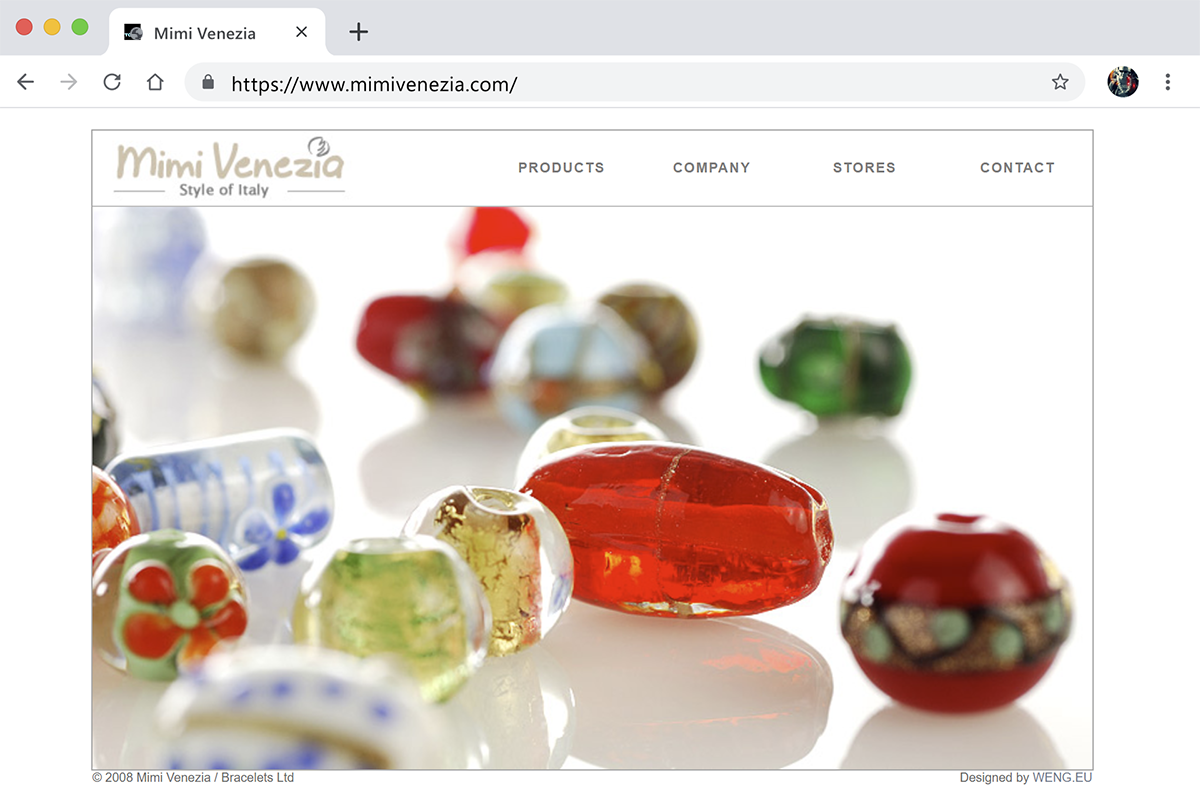 Mimi Venezia
https://www.mimivenezia.com/
Mimi Venezia
Style of Italy
PRODUCTS COMPANY STORES CONTACT
© 2008 Mimi Venezia / Bracelets Ltd
Designed by WENG.EU